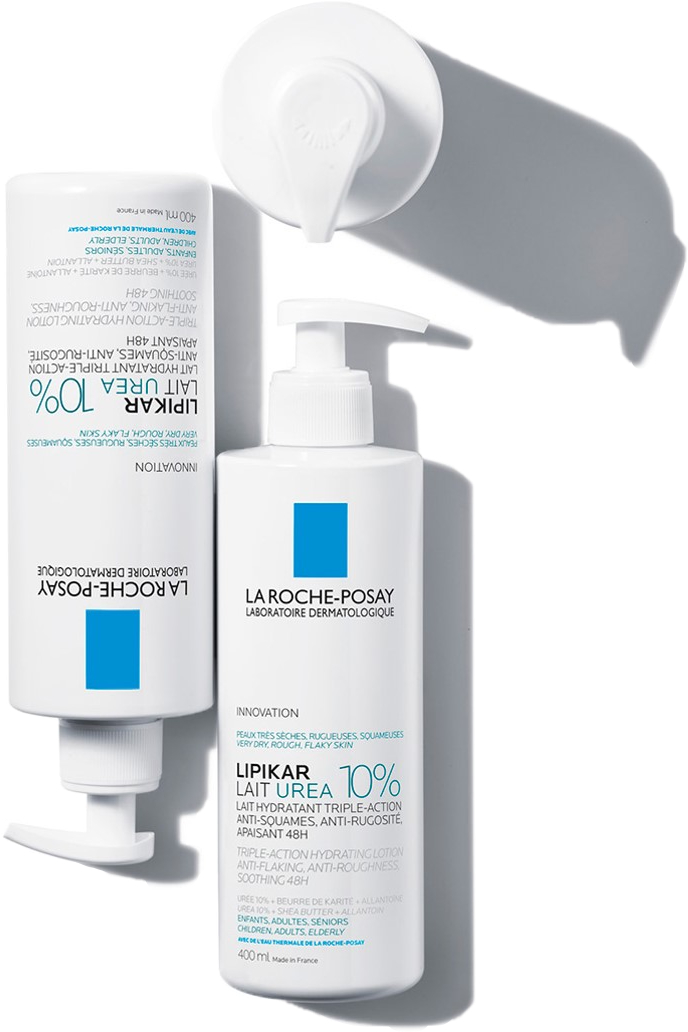 LA ROCHE-POSAY
LABORATOIRE DERMATOLOGIQUE
INNOVATION
PEAUX TRÈS SÈCHES, RUGUEUSES, SQUAMEUSES
VERY DRY, ROUGH, FLAKY SKIN
LIPIKAR
LAIT UREA 10%
LAIT HYDRATANT TRIPLE-ACTION
ANTI-SQUAMES, ANTI-RUGOSITÉ,
APAISANT 48H
TRIPLE-ACTION HYDRATING LOTION
ANTI-FLAKING, ANTI-ROUGHNESS,
SOOTHING 48H
URÉE 10% + BEURRE DE KARITÉ + ALLANTOÏNE
UREA 10% + SHEA BUTTER + ALLANTOIN
ENFANTS, ADULTES, SÉNIORS
CHILDREN, ADULTS, ELDERLY
AVEC DE L'EAU THERMALE DE LA ROCHE-POSAY
400 ml Made in France
LA ROCHE-POSAY
LABORATOIRE DERMATOLOGIQUE
INNOVATION
PEAUX TRÈS SÈCHES, RUGUEUSES, SQUAMEUSES
VERY DRY, ROUGH, FLAKY SKIN
LIPIKAR
LAIT UREA 10%
LAIT HYDRATANT TRIPLE-ACTION
ANTI-SQUAMES, ANTI-RUGOSITÉ,
APAISANT 48H
TRIPLE-ACTION HYDRATING LOTION
ANTI-FLAKING, ANTI-ROUGHNESS,
SOOTHING 48H
URÉE 10% + BEURRE DE KARITÉ + ALLANTOÏNE
UREA 10% + SHEA BUTTER + ALLANTOIN
ENFANTS, ADULTES, SÉNIORS
CHILDREN, ADULTS, ELDERLY
AVEC DE L'EAU THERMALE DE LA ROCHE-POSAY
400 ml Made in France